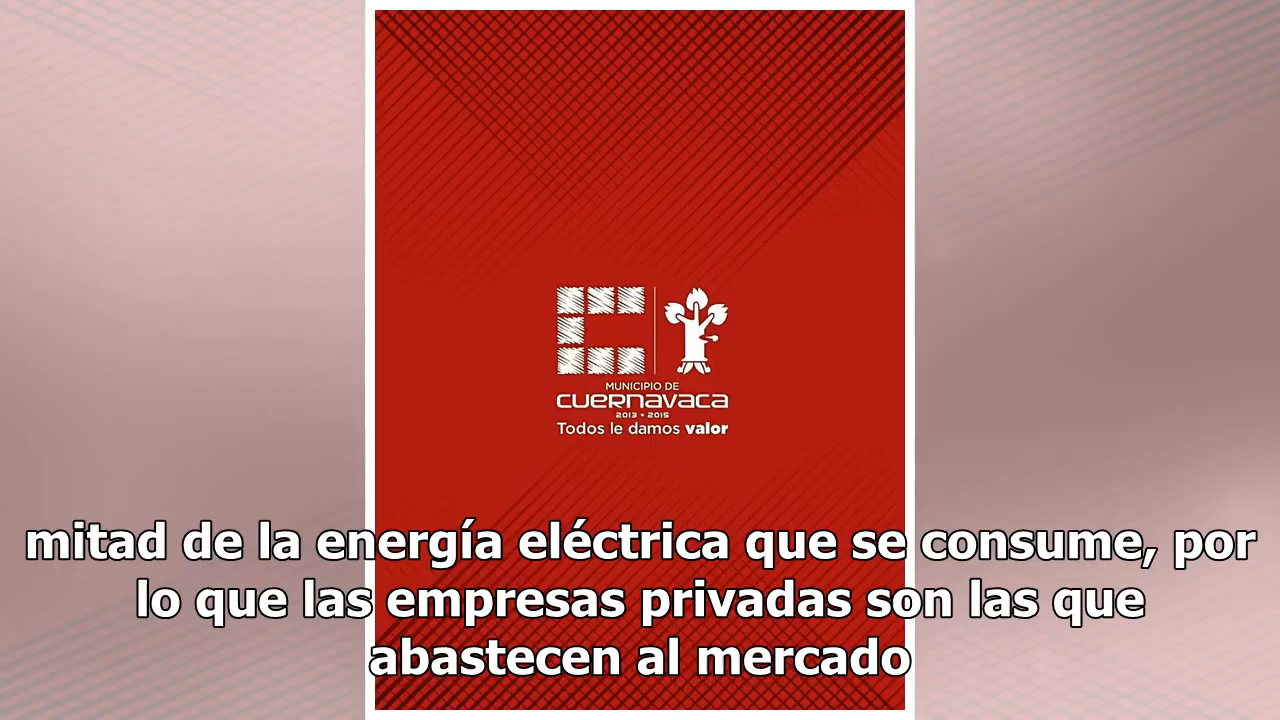 MUNICIPIO DE
CUERNAVACA
2013 • 2015
Todos le damos valor
mitad de la energía eléctrica que se consume, por
lo que las empresas privadas son las que
abastecen al mercado